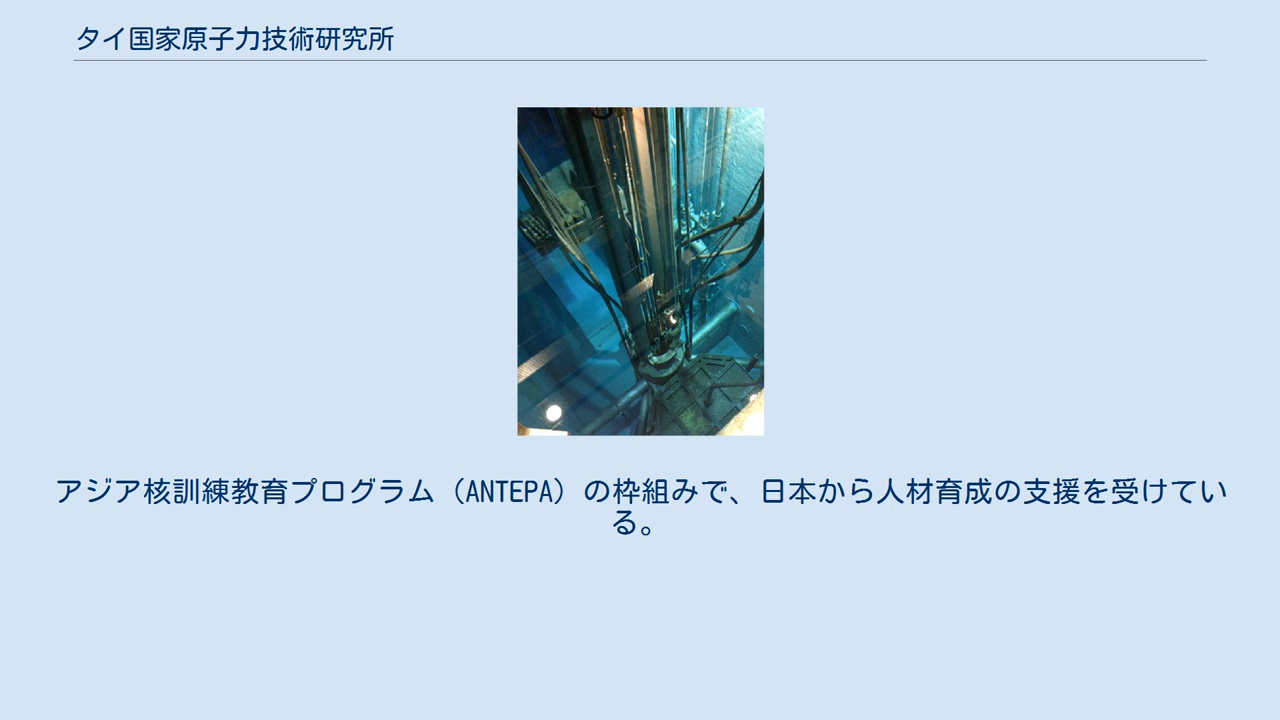 タイ国家原子力技術研究所
アジア核訓練教育プログラム（ANTEPA）の枠組みで、日本から人材育成の支援を受けてい
る。